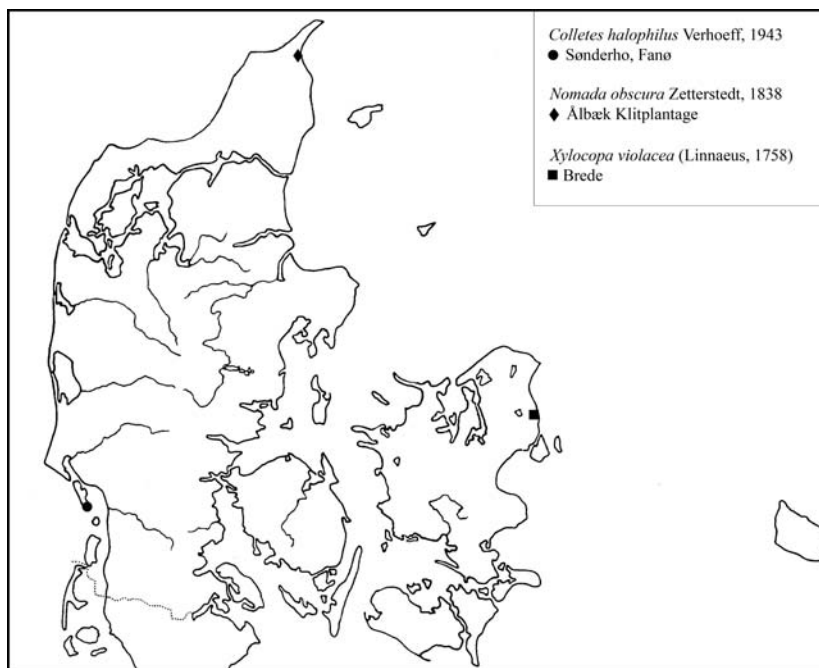 Colletes halophilus Verhoeff, 1943
● Sønderho, Fanø
Nomada obscura Zetterstedt, 1838
♦ Ålbæk Klitplantage
Xylocopa violacea (Linnaeus, 1758)
■ Brede